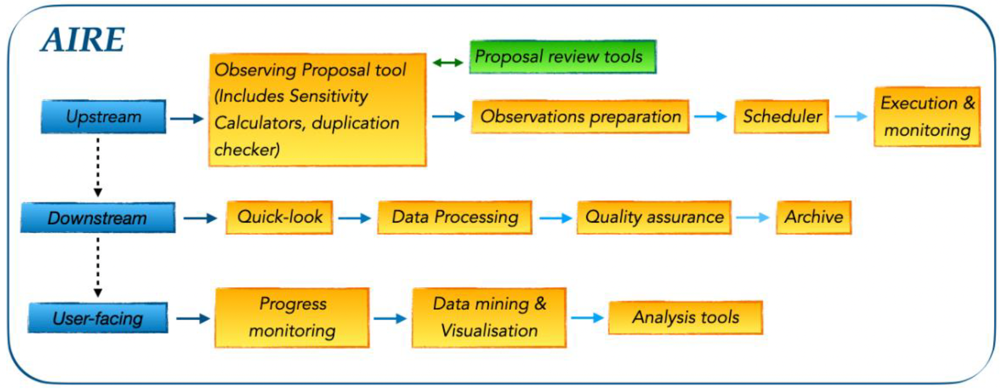 AIRE
Upstream
Observing Proposal tool
(Includes Sensitivity
Calculators, duplication
checker)
Proposal review tools
Observations preparation
Scheduler
Execution &
monitoring
Downstream
Quick-look
Data Processing
Quality assurance
Archive
User-facing
Progress
monitoring
Data mining &
Visualisation
Analysis tools